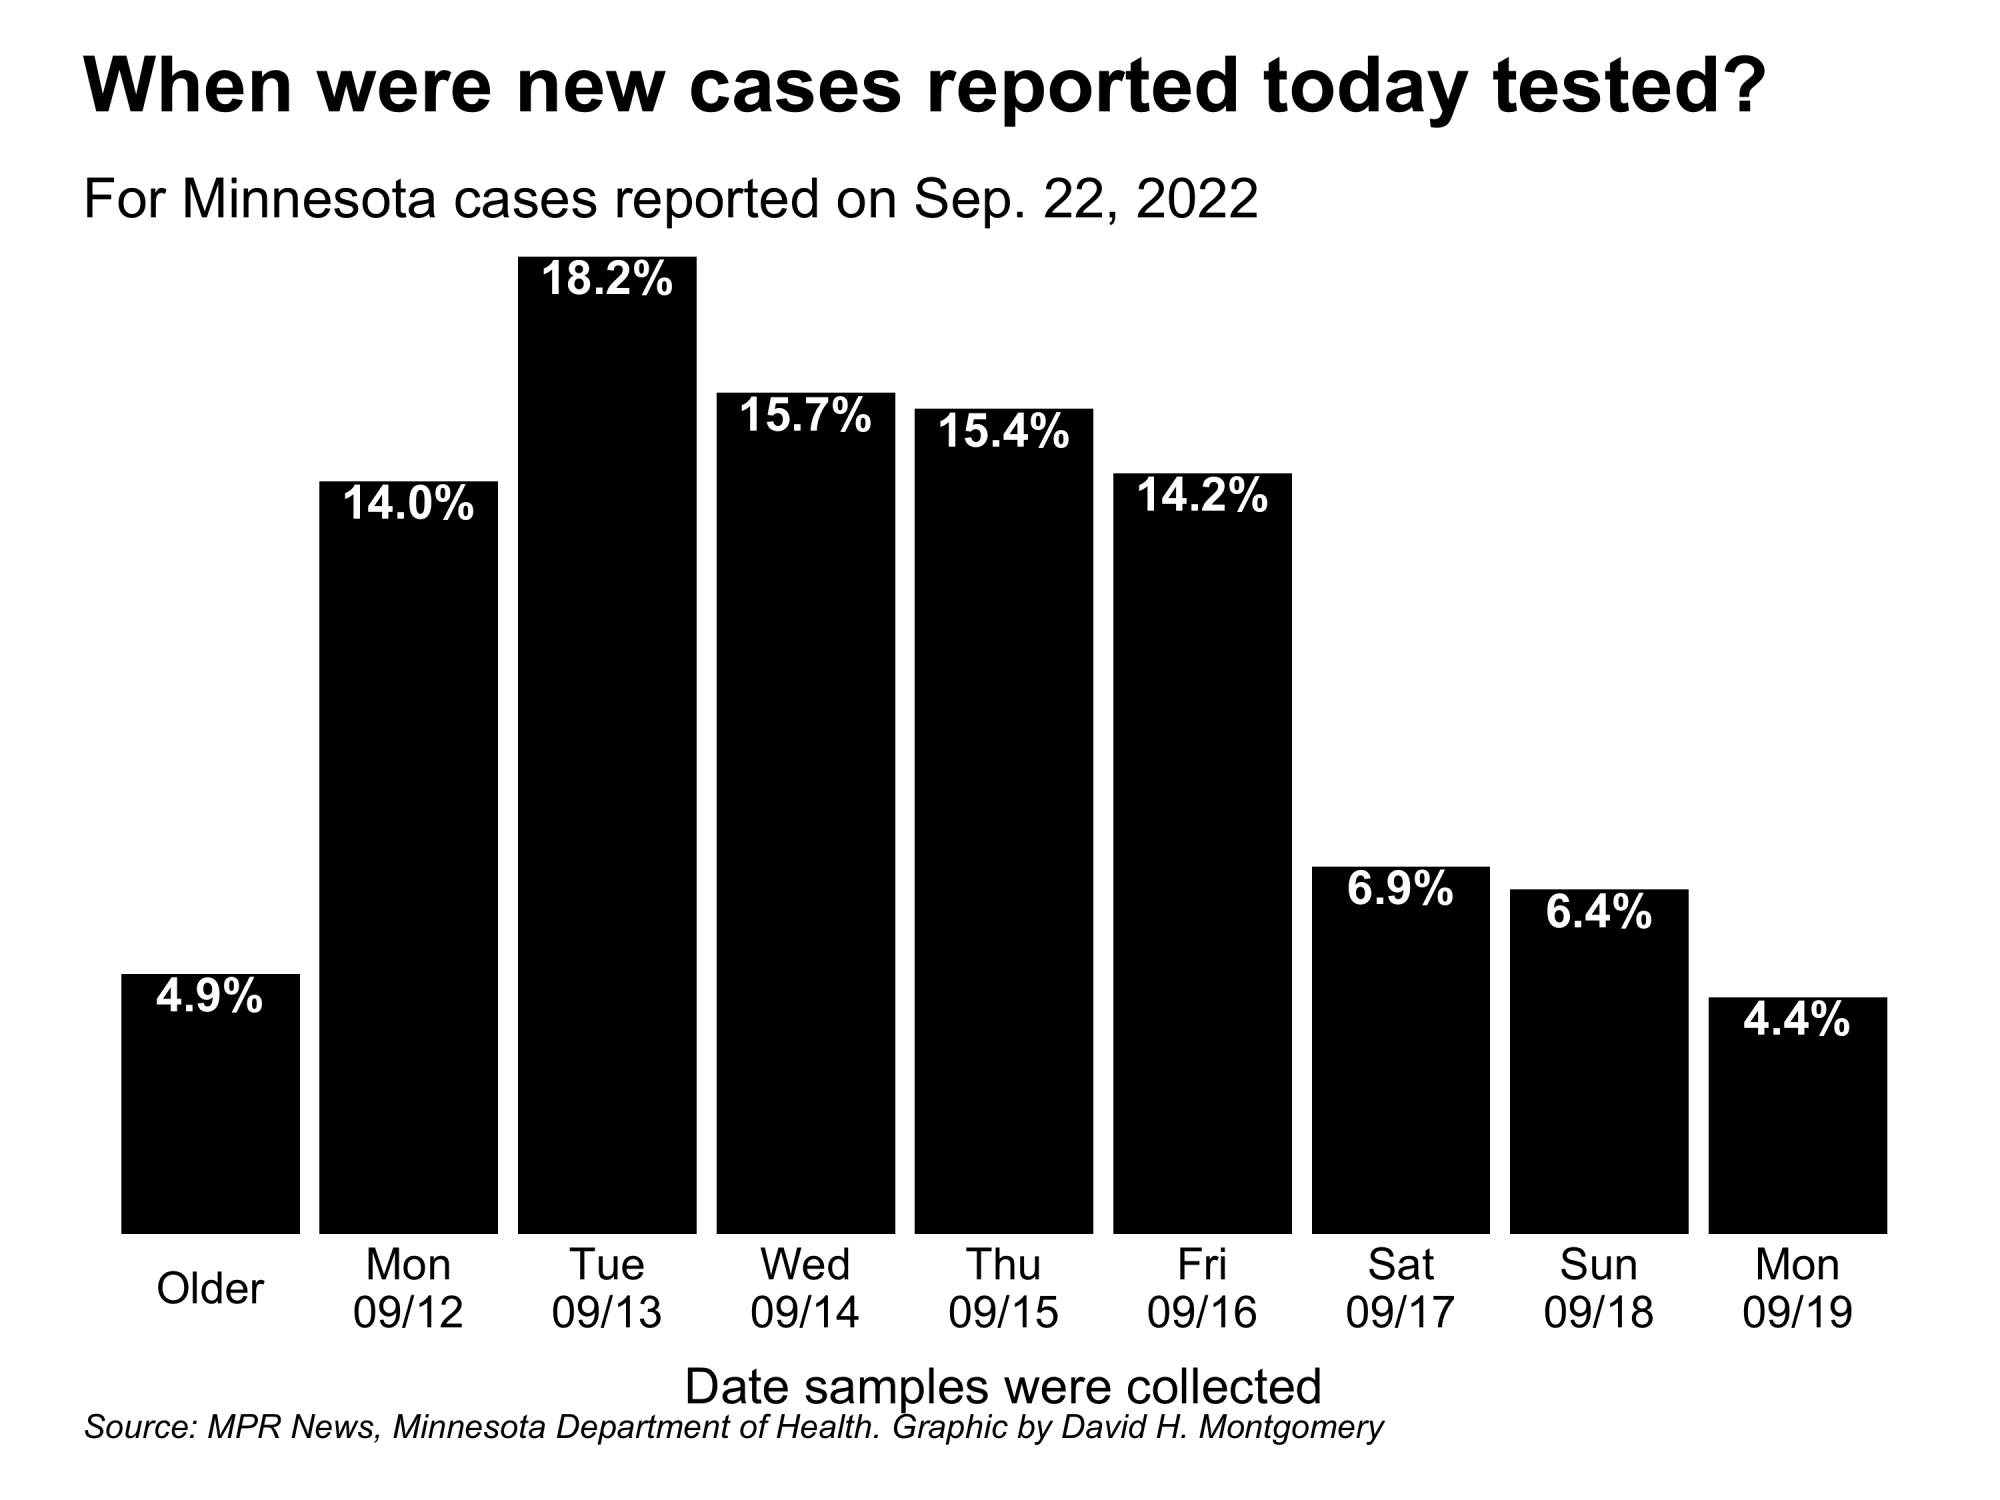 When were new cases reported today tested?
For Minnesota cases reported on Sep. 22, 2022
18.2%
15.7%
15.4%
14.0%
14.2%
6.9%
6.4%
4.9%
4.4%
Older
Mon
09/12
Tue
09/13
Wed
09/14
Thu
09/15
Fri
09/16
Sat
09/17
Sun
09/18
Mon
09/19
Date samples were collected
Source: MPR News, Minnesota Department of Health. Graphic by David H. Montgomery